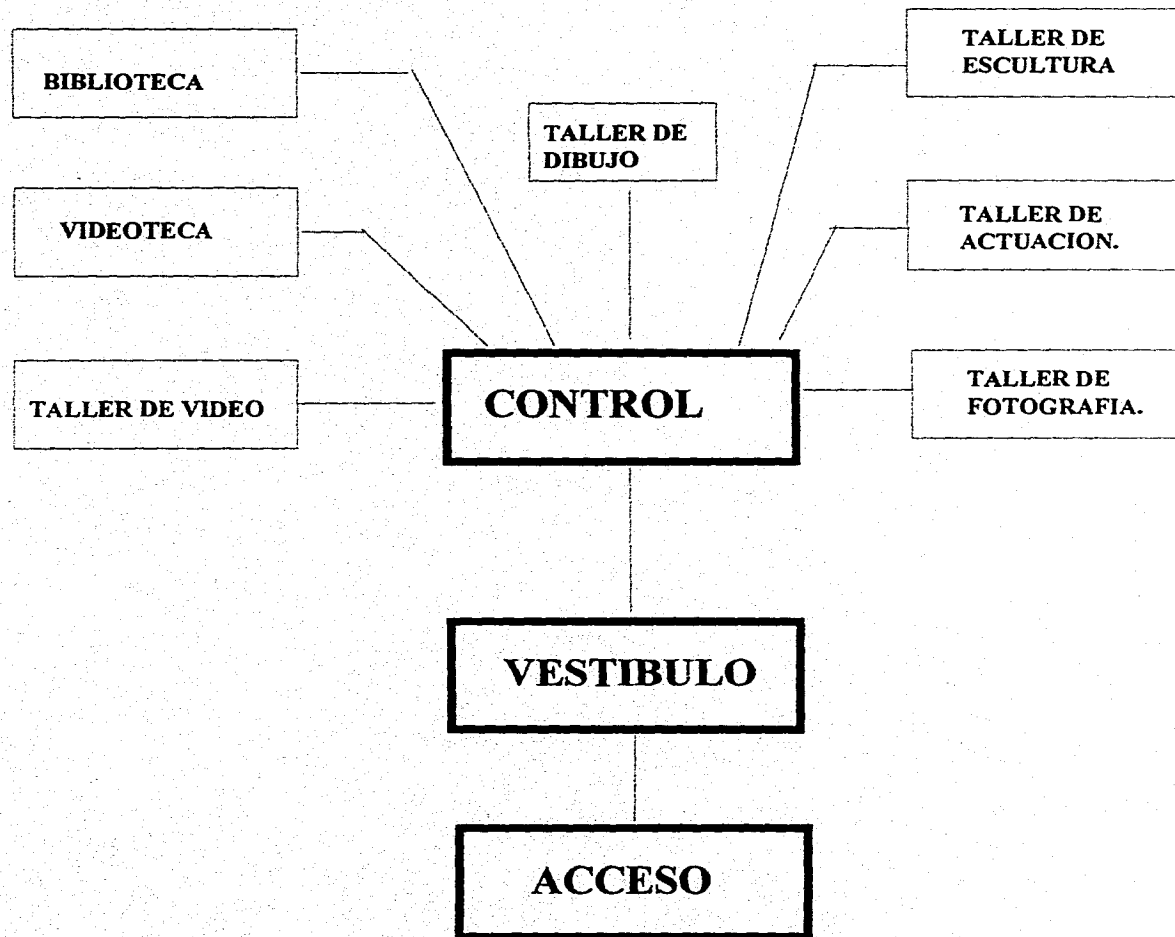 BIBLIOTECA
TALLER DE
ESCULTURA
TALLER DE
DIBUJO
VIDEOTECA
TALLER DE
ACTUACION.
TALLER DE VIDEO
CONTROL
TALLER DE
FOTOGRAFIA.
VESTIBULO
ACCESO